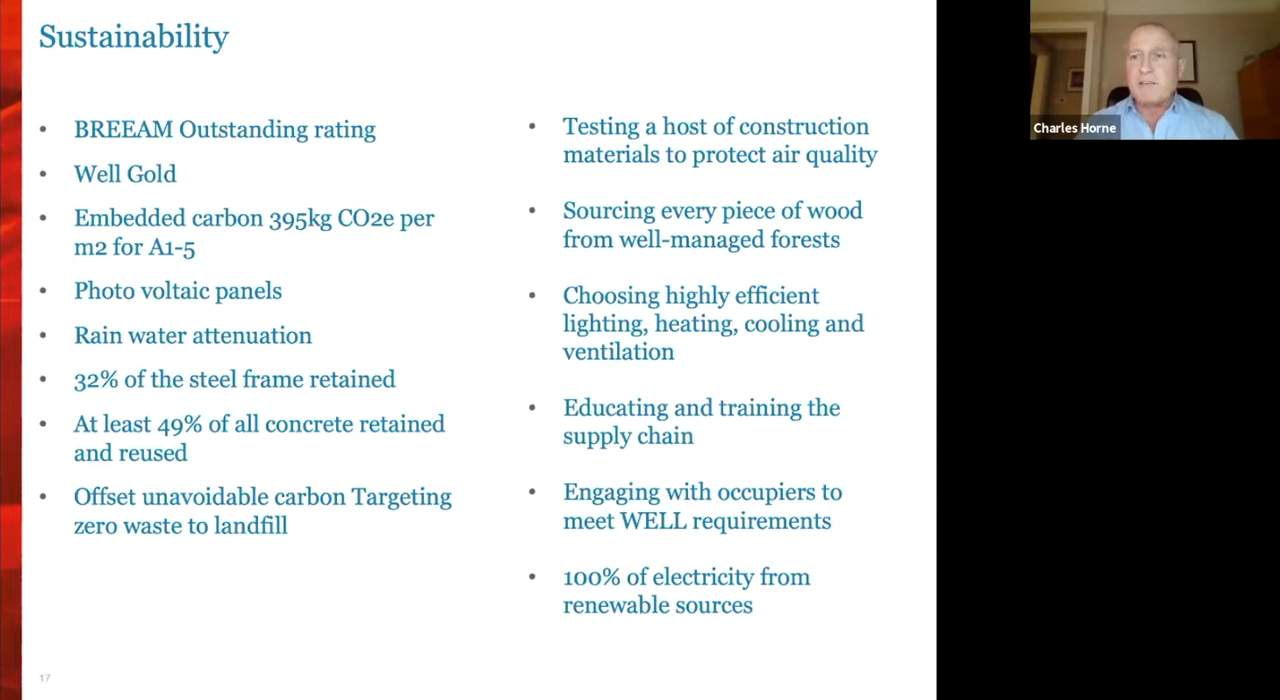 Sustainability
BREEAM Outstanding rating
Well Gold
Embedded carbon 395kg CO2e per
m2 for A1-5
Photo voltaic panels
Rain water attenuation
32% of the steel frame retained
At least 49% of all concrete retained
and reused
Offset unavoidable carbon Targeting
zero waste to landfill
Testing a host of construction
materials to protect air quality
Sourcing every piece of wood
from well-managed forests
Choosing highly efficient
lighting, heating, cooling and
ventilation
Educating and training the
supply chain
Engaging with occupiers to
meet WELL requirements
100% of electricity from
renewable sources
17
Charles Horne